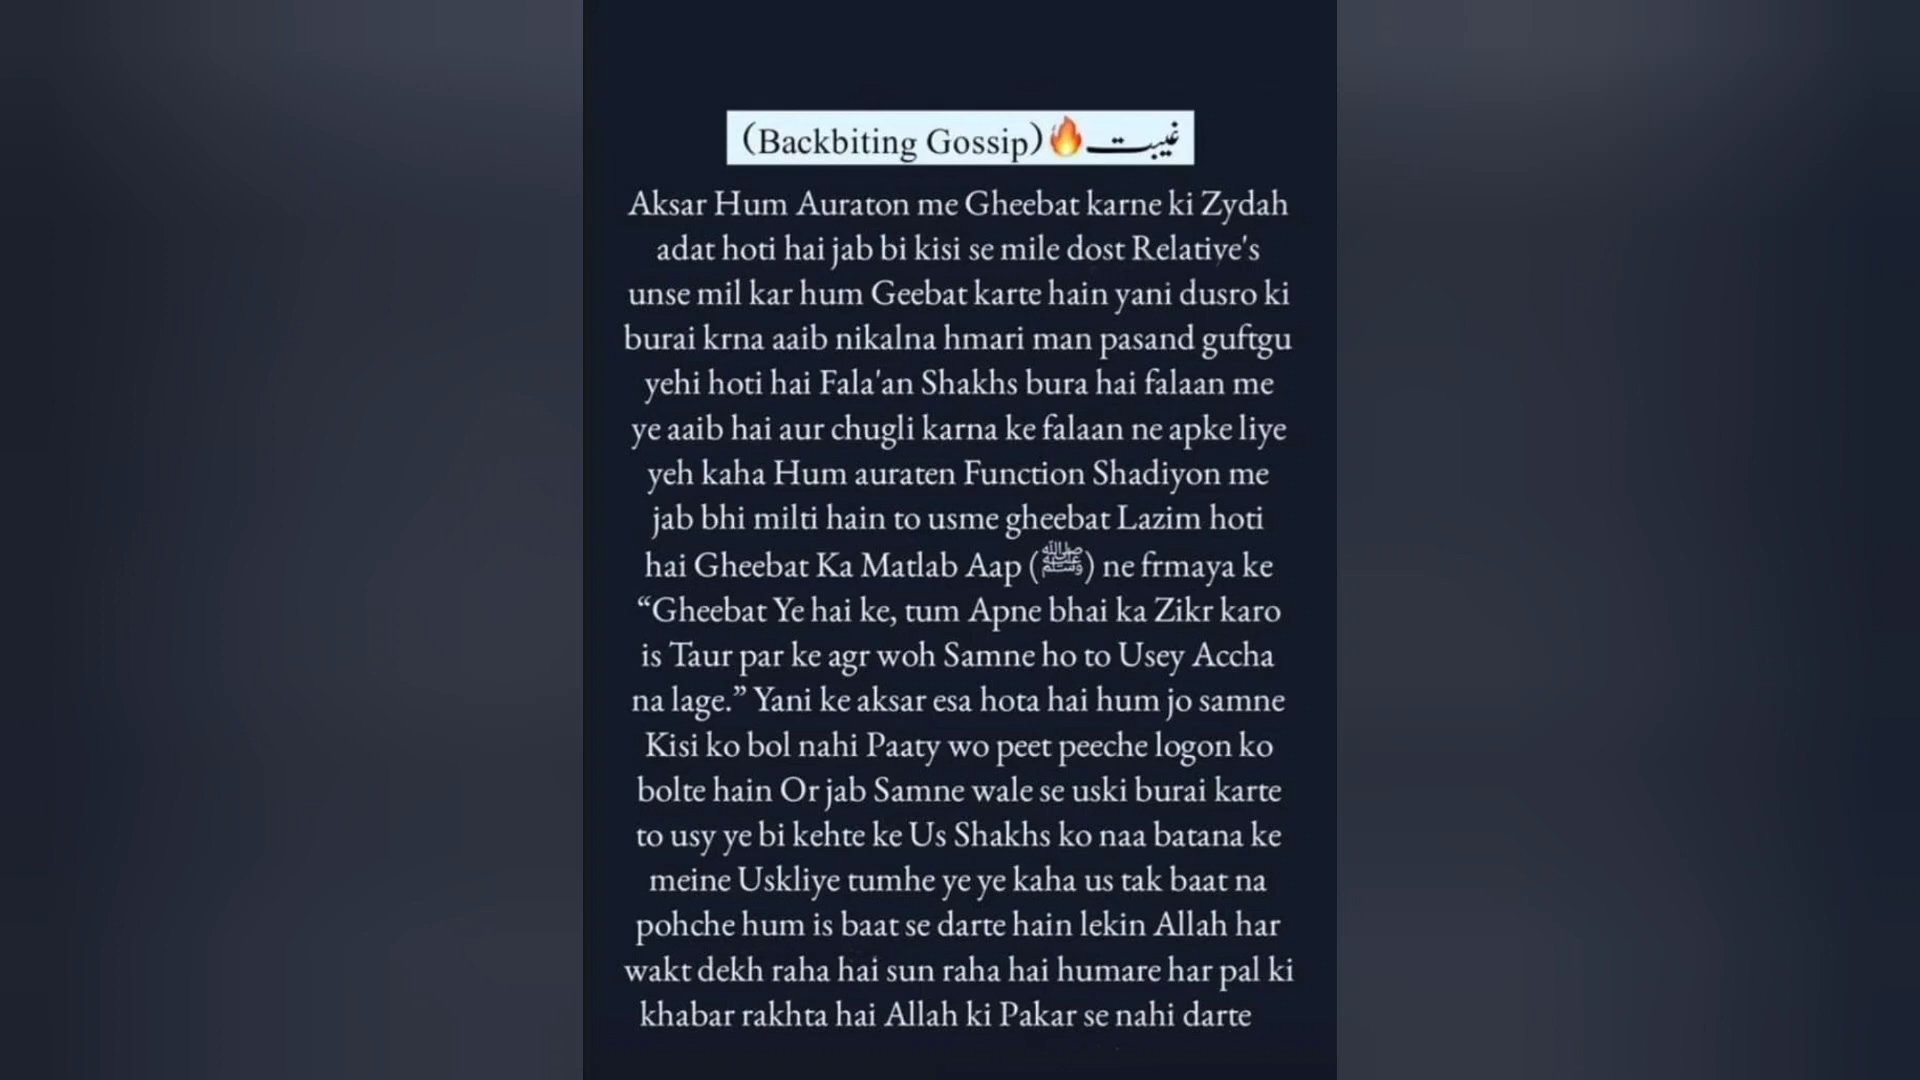 (Backbiting Gossip)🔥غیبت
Aksar Hum Auraton me Gheebat karne ki Zydah
adat hoti hai jab bi kisi se mile dost Relative's
unse mil kar hum Geebat karte hain yani dusro ki
burai krna aaib nikalna hmari man pasand guftgu
yehi hoti hai Fala'an Shakhs bura hai falaan me
ye aaib hai aur chugli karna ke falaan ne apke liye
yeh kaha Hum auraten Function Shadiyon me
jab bhi milti hain to usme gheebat Lazim hoti
hai Gheebat Ka Matlab Aap (ﷺ) ne frmaya ke
“Gheebat Ye hai ke, tum Apne bhai ka Zikr karo
is Taur par ke agr woh Samne ho to Usey Accha
na lage.” Yani ke aksar esa hota hai hum jo samne
Kisi ko bol nahi Paaty wo peet peeche logon ko
bolte hain Or jab Samne wale se uski burai karte
to usy ye bi kehte ke Us Shakhs ko naa batana ke
meine Uskliye tumhe ye ye kaha us tak baat na
pohche hum is baat se darte hain lekin Allah har
wakt dekh raha hai sun raha hai humare har pal ki
khabar rakhta hai Allah ki Pakar se nahi darte